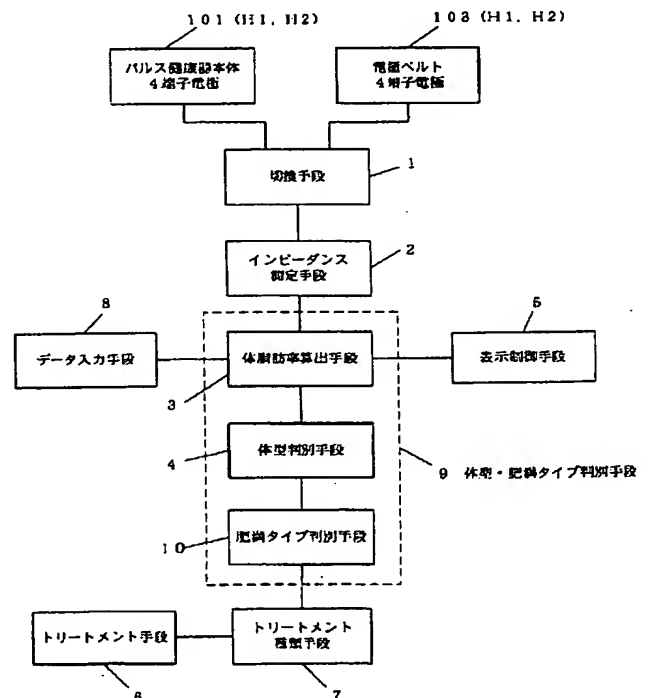 101 (H1, H2)
103 (H1, H2)
パルス健康器本体
4端子電極
電極ベルト
4端子電極
1
切換手段
2
インピーダンス
測定手段
8
5
データ入力手段
体脂肪率算出手段
表示制御手段
3
体型判別手段
4
9 体型・肥満タイプ判別手段
肥満タイプ判別手段
10
トリートメント手段
トリートメント
種類手段
6
7